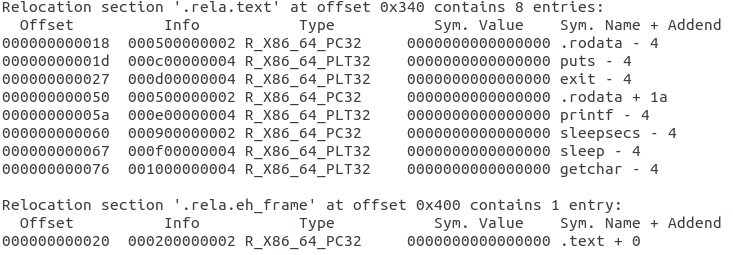 Relocation section '.rela.text' at offset 0x340 contains 8 entries:
  Offset          Info           Type           Sym. Value    Sym. Name + Addend
000000000018  000500000002 R_X86_64_PC32     0000000000000000 .rodata - 4
00000000001d  000c00000004 R_X86_64_PLT32    0000000000000000 puts - 4
000000000027  000d00000004 R_X86_64_PLT32    0000000000000000 exit - 4
000000000050  000500000002 R_X86_64_PC32     0000000000000000 .rodata + 1a
00000000005a  000e00000004 R_X86_64_PLT32    0000000000000000 printf - 4
000000000060  000900000002 R_X86_64_PC32     0000000000000000 sleepsecs - 4
000000000067  000f00000004 R_X86_64_PLT32    0000000000000000 sleep - 4
000000000076  001000000004 R_X86_64_PLT32    0000000000000000 getchar - 4

Relocation section '.rela.eh_frame' at offset 0x400 contains 1 entry:
  Offset          Info           Type           Sym. Value    Sym. Name + Addend
000000000020  000200000002 R_X86_64_PC32     0000000000000000 .text + 0